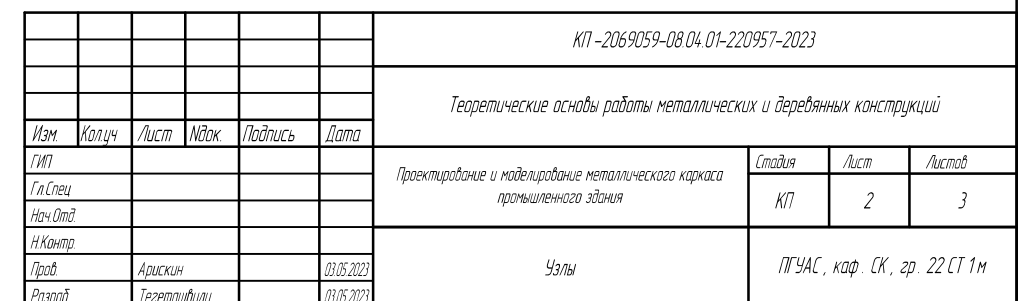 КП -2069059-08.04.01-220957-2023
Теоретические основы работы металлических и деревянных конструкций
Изм. Кол.уч Лист Nдок. Подпись Дата
ГИП
Проектирование и моделирование металлического каркаса
промышленного здания
Стадия Лист Листов
Гл.Спец
КП 2 3
Нач.Отд.
Н.Контр.
Пров. Арискин 03.05.2023
Узлы
ПГУАС , каф . СК , гр. 22 СТ 1 м
Разраб. 03.05.2023